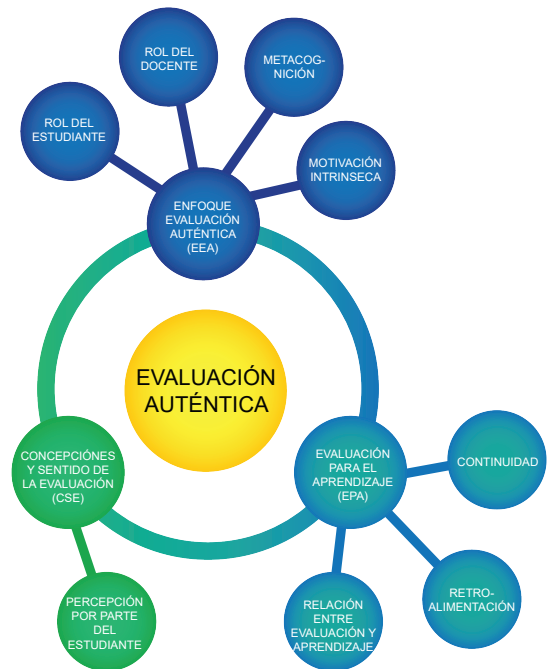 ROL DEL
DOCENTE
METACOG-
NICIÓN
ROL DEL
ESTUDIANTE
MOTIVACIÓN
INTRINSECA
ENFOQUE
EVALUACIÓN
AUTÉNTICA
(EEA)
EVALUACIÓN
AUTÉNTICA
CONCEPCIÓNES
Y SENTIDO DE
LA EVALUACIÓN
(CSE)
EVALUACIÓN
PARA EL
APRENDIZAJE
(EPA)
CONTINUIDAD
RETRO-
ALIMENTACIÓN
PERCEPCIÓN
POR PARTE
DEL
ESTUDIANTE
RELACIÓN
ENTRE
EVALUACIÓN Y
APRENDIZAJE